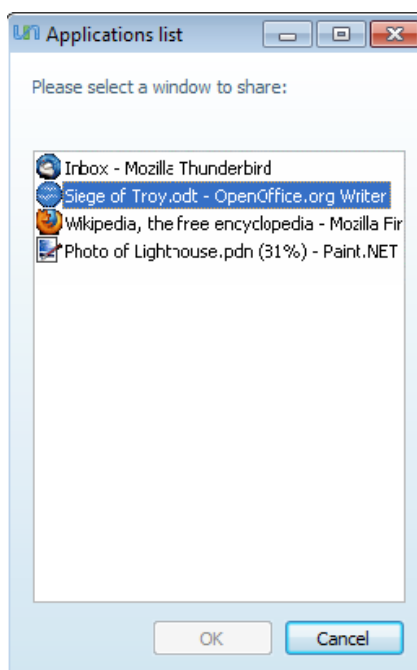 Applications list
Please select a window to share:
Inbox - Mozilla Thunderbird
Siege of Troy.odt - OpenOffice.org Writer
Wikipedia, the free encyclopedia - Mozilla Fir
Photo of Lighthouse.pdn (31%) - Paint.NET
OK
Cancel